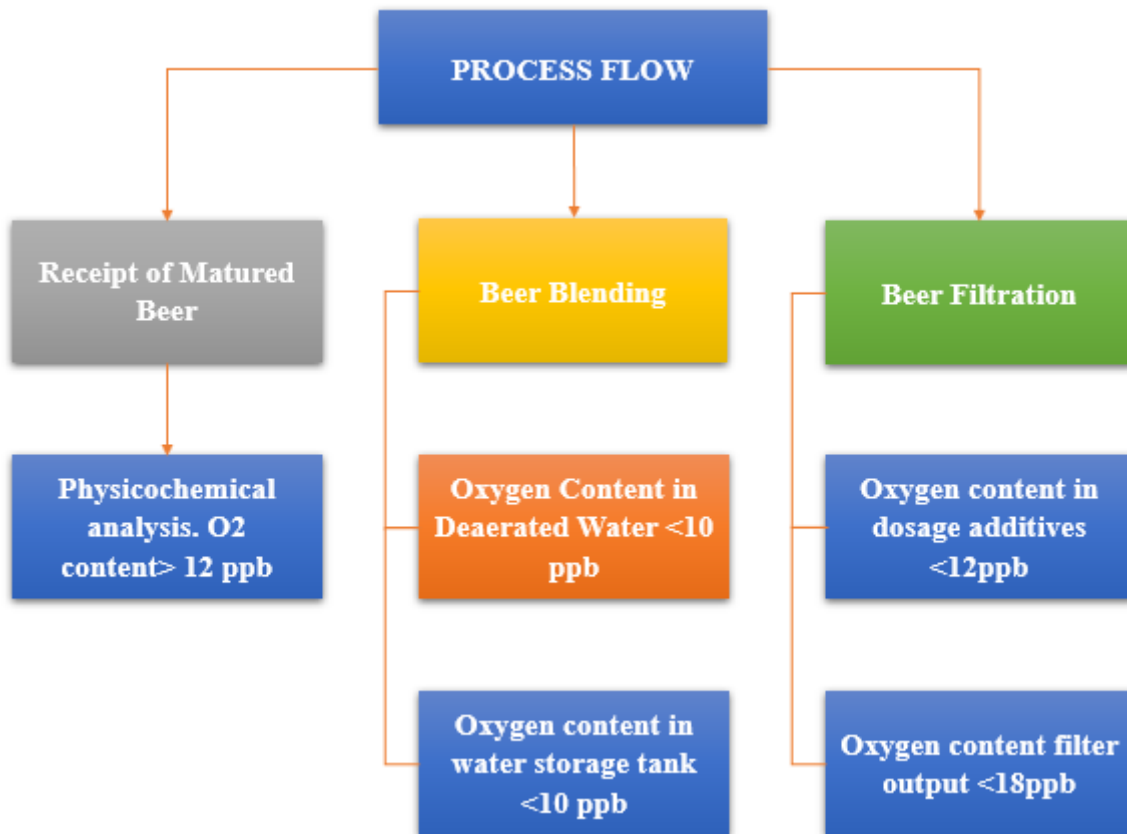 PROCESS FLOW
Receipt of Matured
Beer
Beer Blending
Beer Filtration
Physicochemical
analysis. O2
content> 12 ppb
Oxygen Content in
Deaerated Water <10
ppb
Oxygen content in
dosage additives
<12ppb
Oxygen content in
water storage tank
<10 ppb
Oxygen content filter
output <18ppb